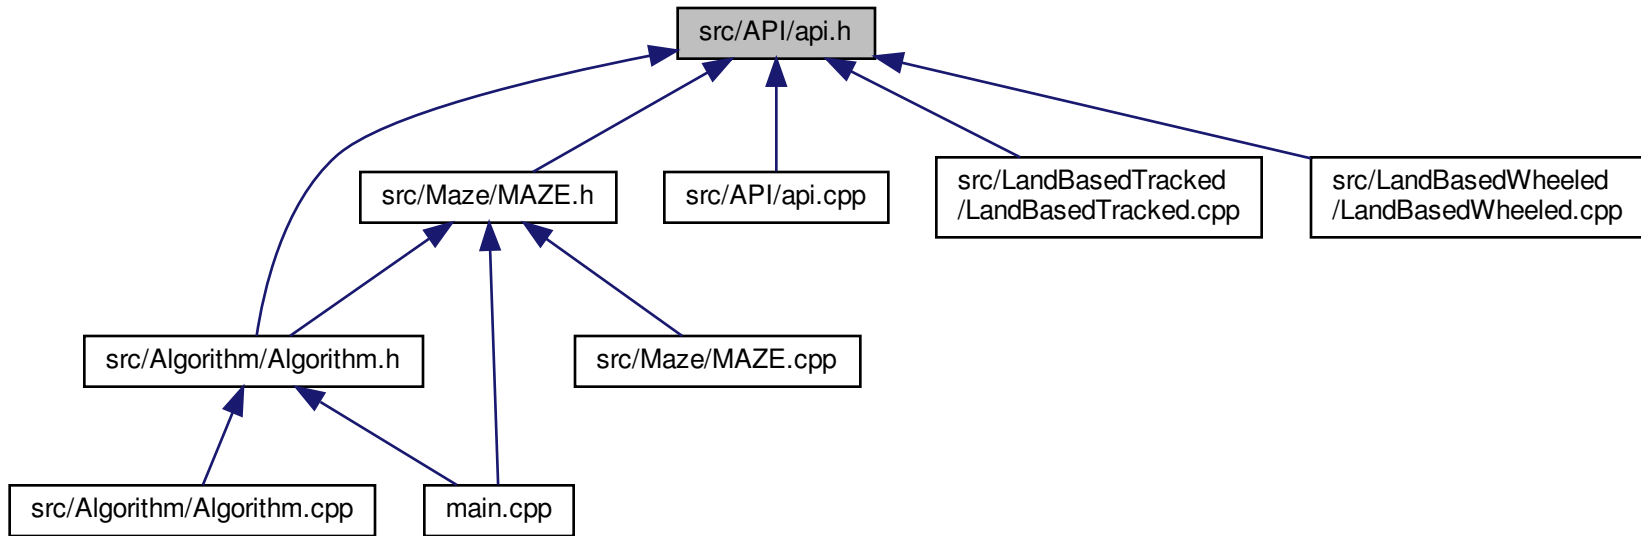 src/API/api.h
src/Maze/MAZE.h
src/API/api.cpp
src/LandBasedTracked
/LandBasedTracked.cpp
src/LandBasedWheeled
/LandBasedWheeled.cpp
src/Algorithm/Algorithm.h
src/Maze/MAZE.cpp
src/Algorithm/Algorithm.cpp
main.cpp